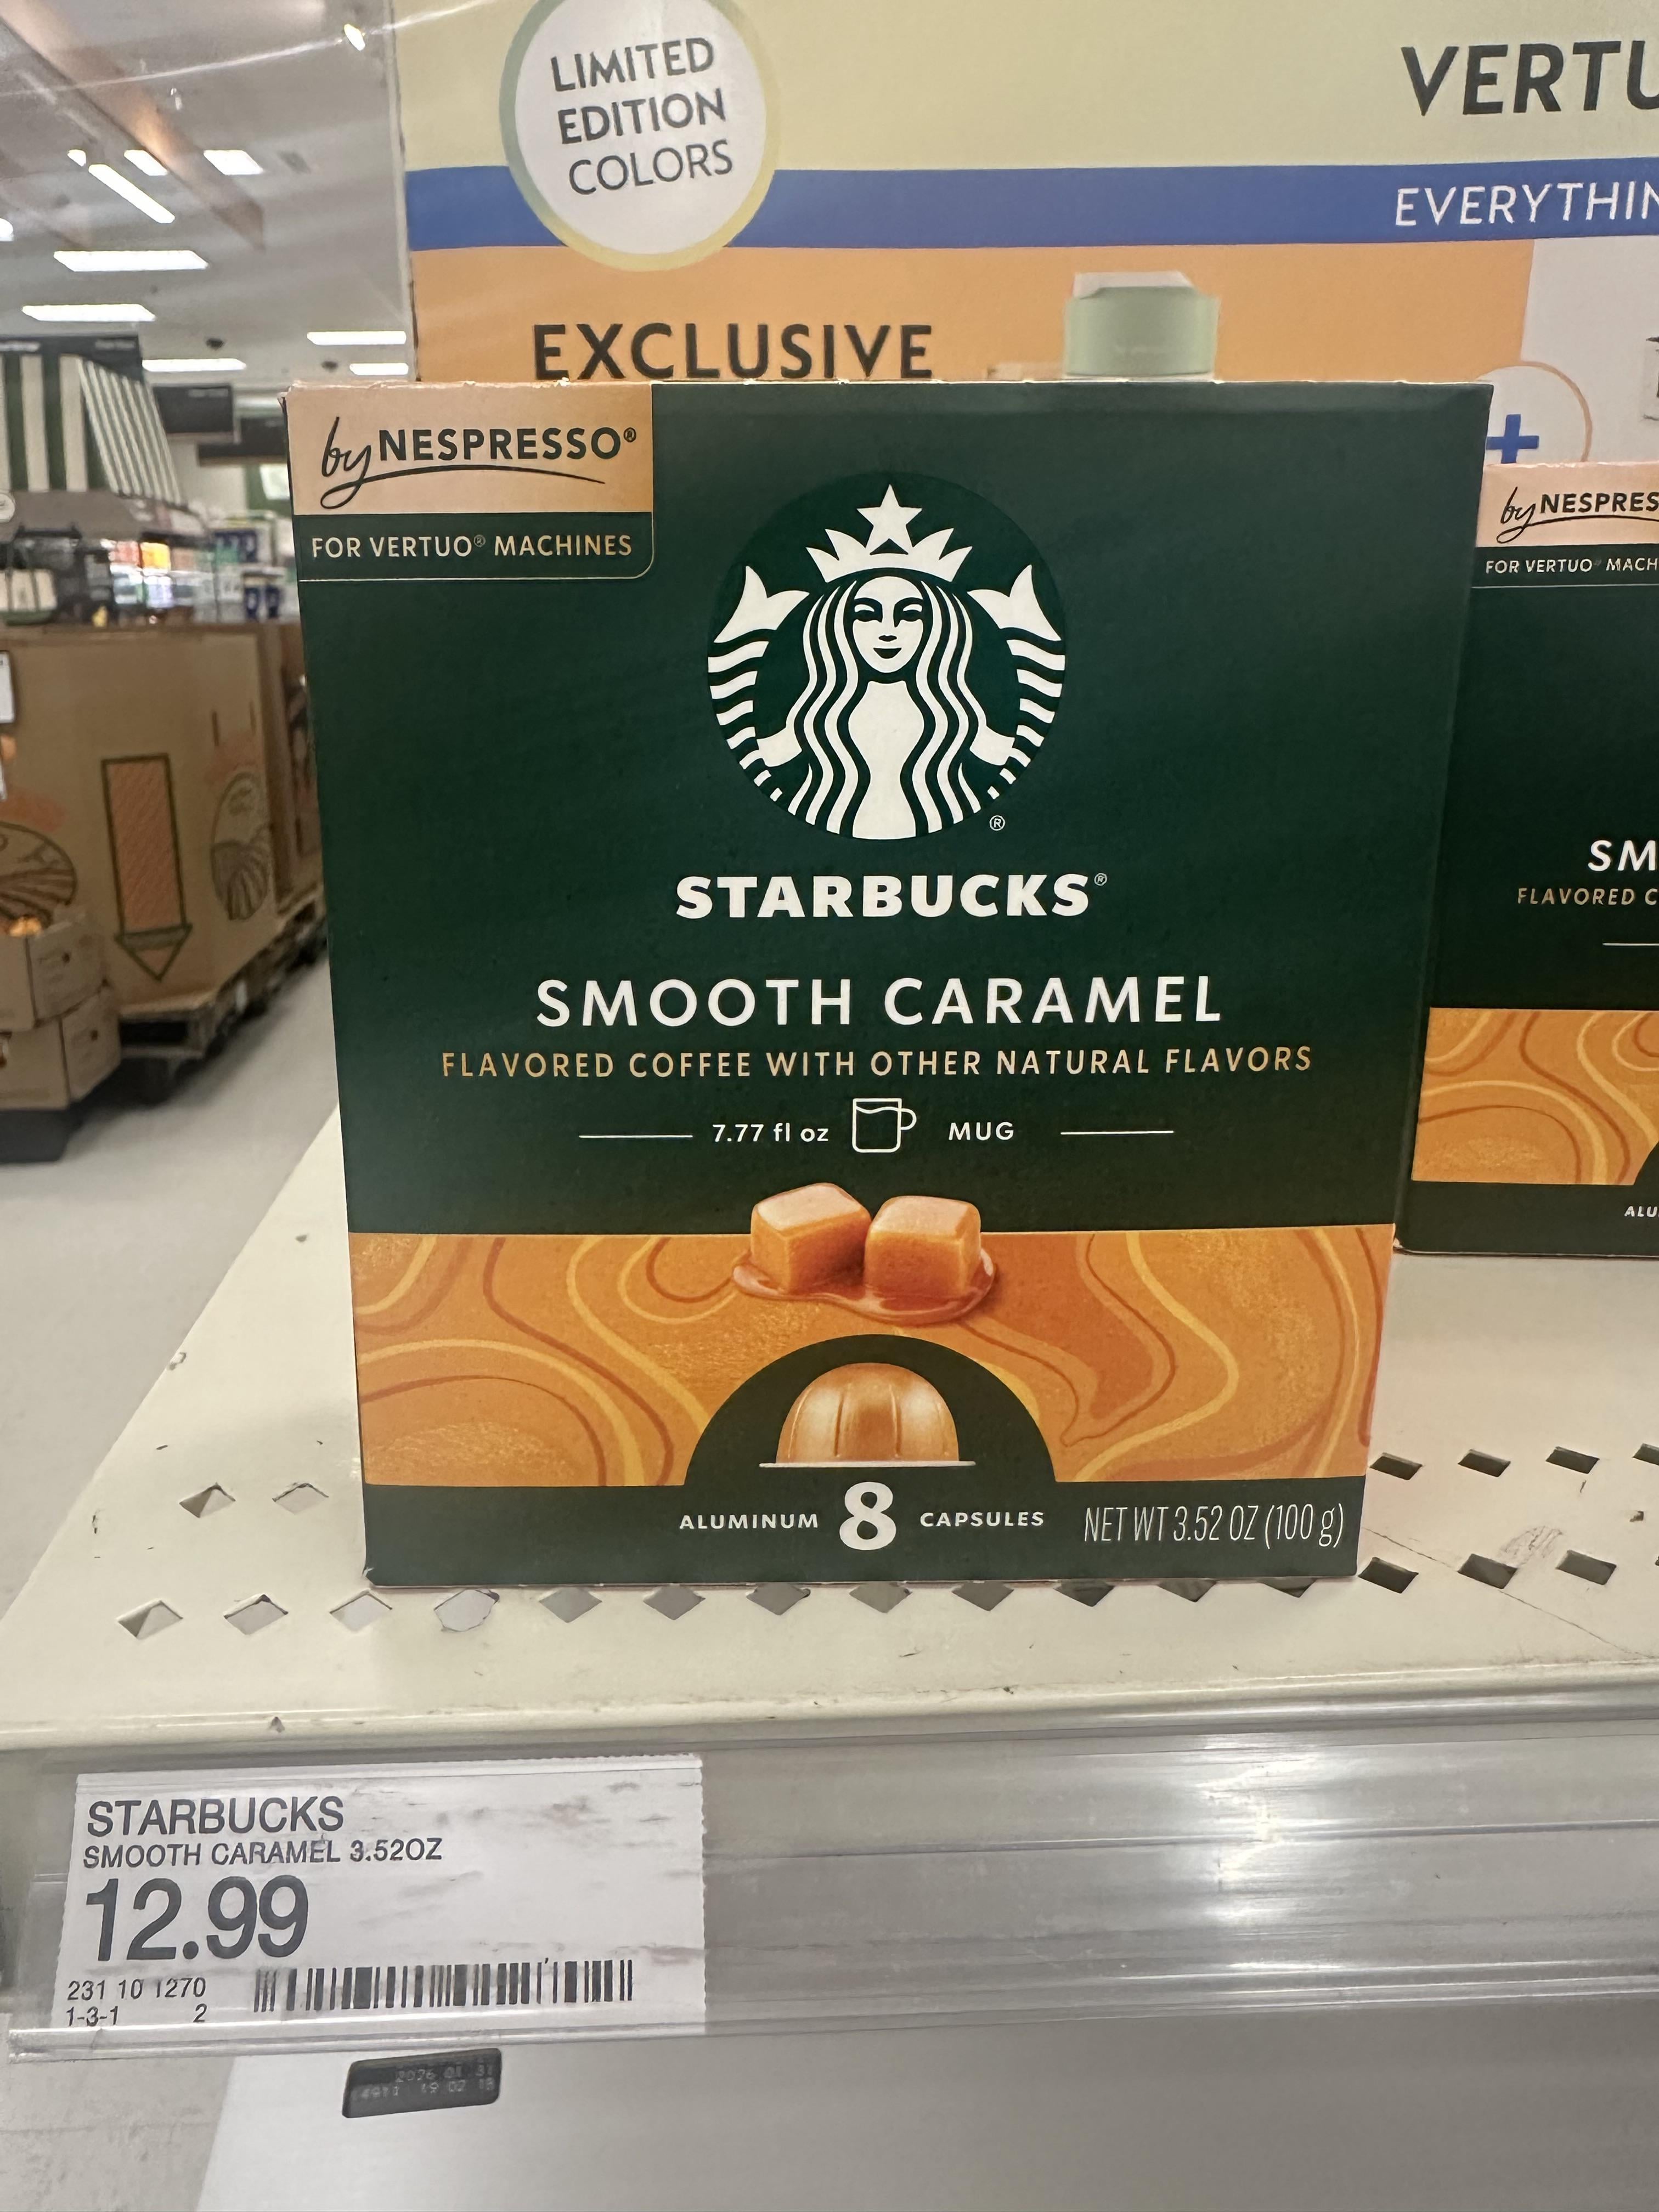 LIMITED
EDITION
COLORS
VERTU
EVERYTHIN
EXCLUSIVE
by NESPRESSO®
FOR VERTUO® MACHINES
STARBUCKS®
SMOOTH CARAMEL
FLAVORED COFFEE WITH OTHER NATURAL FLAVORS
7.77 fl oz MUG
ALUMINUM 8 CAPSULES
NET WT 3.52 OZ (100 g)
by NESPRES
FOR VERTUO MACH
SM
FLAVORED C
ALU
STARBUCKS
SMOOTH CARAMEL 3.52OZ
12.99
231 10 1270
1-3-1 2